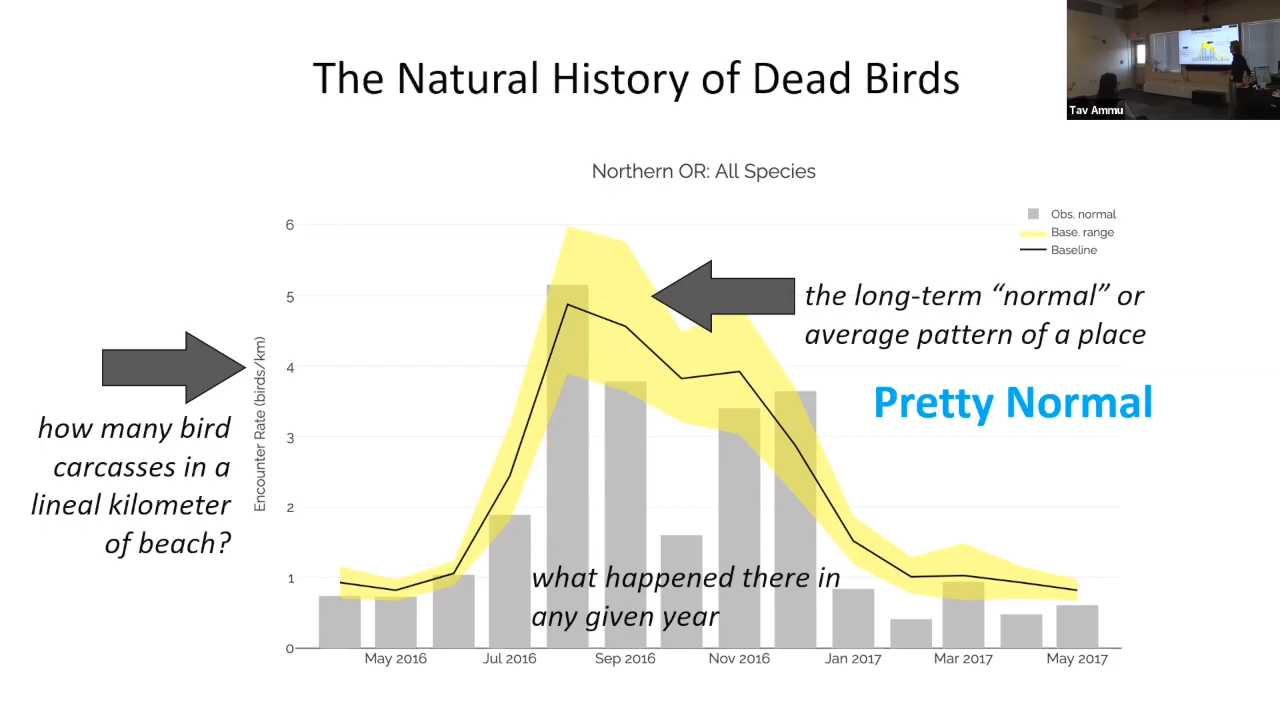 The Natural History of Dead Birds
Tav Ammu
Northern OR: All Species
Obs. normal
Base. range
Baseline
6
5
4
3
2
1
0
Encounter Rate (birds/km)
the long-term “normal” or
average pattern of a place
Pretty Normal
how many bird
carcasses in a
lineal kilometer
of beach?
what happened there in
any given year
May 2016
Jul 2016
Sep 2016
Nov 2016
Jan 2017
Mar 2017
May 2017